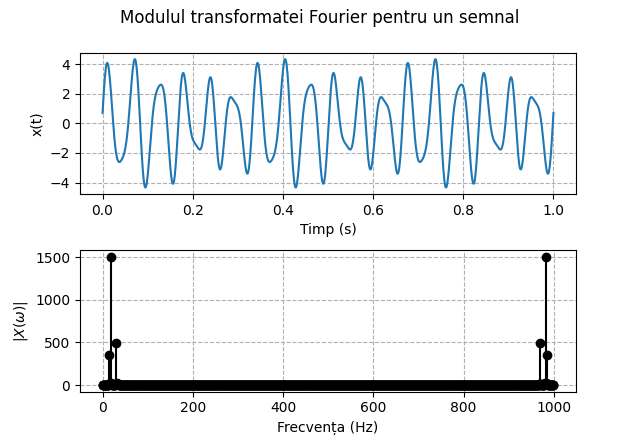 Modulul transformatei Fourier pentru un semnal
4
2
0
−2
−4
x(t)
0.0 0.2 0.4 0.6 0.8 1.0
Timp (s)
1500
1000
500
0
|X(ω)|
0 200 400 600 800 1000
Frecvența (Hz)